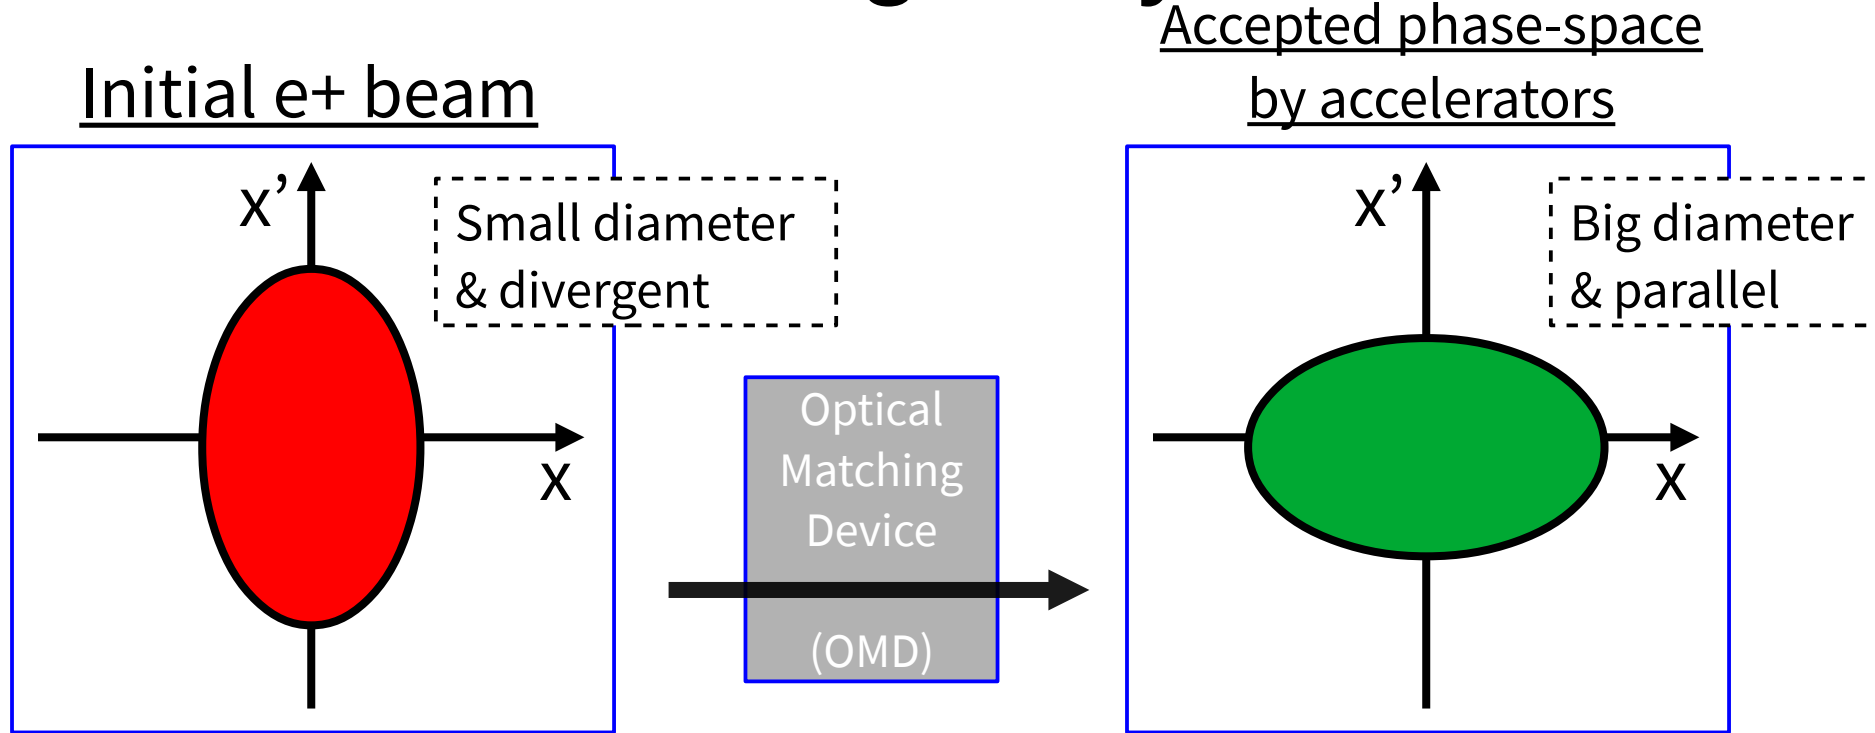 Accepted phase-space
by accelerators
Initial e+ beam
x’
Small diameter
& divergent
x
Optical
Matching
Device
(OMD)
x’
Big diameter
& parallel
x